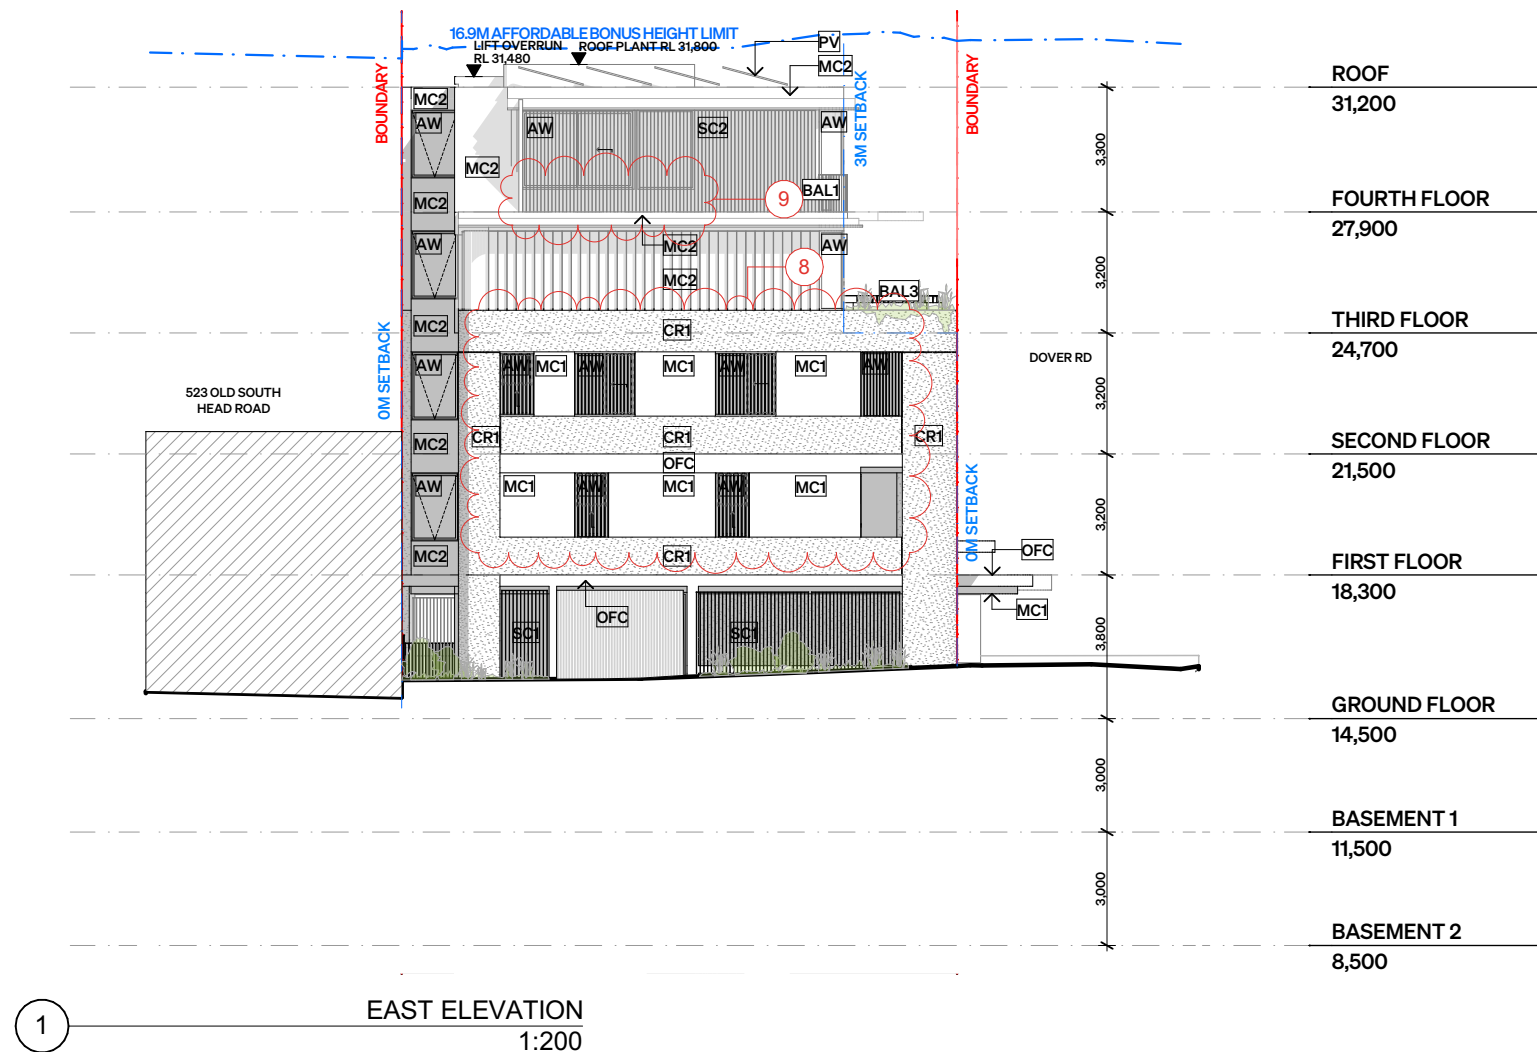 16.9M AFFORDABLE BONUS HEIGHT LIMIT
LIFT OVERRUN
RL 31,480
ROOF PLANT RL 31,800
PV
MC2
BOUNDARY
3M SETBACK
BOUNDARY
ROOF
31,200
MC2
AW
AW
SC2
AW
3,300
MC2
MC2
BAL1
9
FOURTH FLOOR
27,900
AW
MC2
AW
8
MC2
3,200
BAL3
MC2
CR1
THIRD FLOOR
24,700
0M SETBACK
DOVER RD
AW
AW
MC1
AW
MC1
AW
MC1
AW
523 OLD SOUTH
HEAD ROAD
3,200
MC2
CR1
CR1
CR1
SECOND FLOOR
21,500
OFC
AW
MC1
AW
MC1
AW
MC1
0M SETBACK
3,200
MC2
CR1
OFC
FIRST FLOOR
18,300
OFC
MC1
SC1
SC1
3,800
GROUND FLOOR
14,500
3,000
BASEMENT 1
11,500
3,000
BASEMENT 2
8,500
1
EAST ELEVATION
1:200